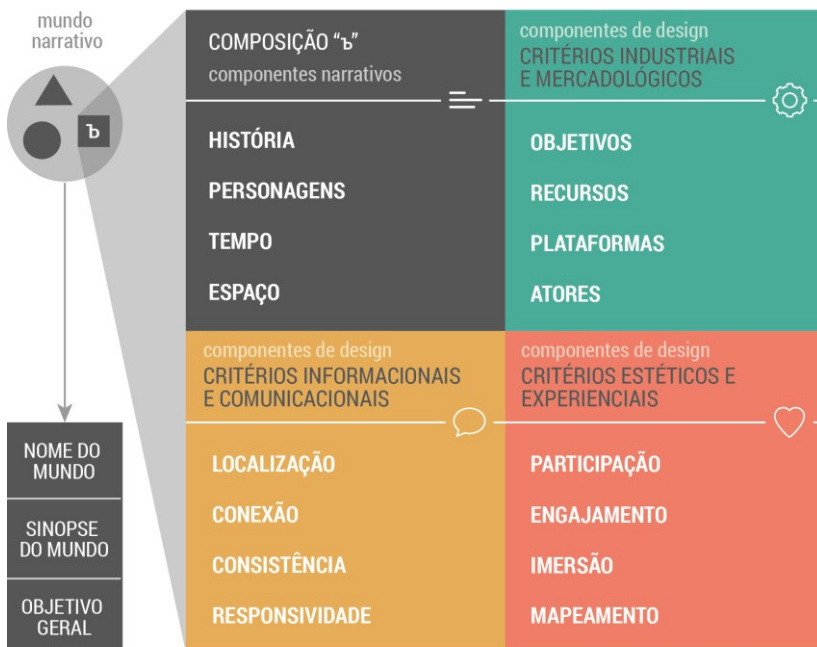 mundo
narrativo
ъ
NOME DO
MUNDO
SINOPSE
DO MUNDO
OBJETIVO
GERAL
COMPOSIÇÃO “ъ”
componentes narrativos
HISTÓRIA
PERSONAGENS
TEMPO
ESPAÇO
componentes de design
CRITÉRIOS INDUSTRIAIS
E MERCADOLÓGICOS
OBJETIVOS
RECURSOS
PLATAFORMAS
ATORES
componentes de design
CRITÉRIOS INFORMACIONAIS
E COMUNICACIONAIS
LOCALIZAÇÃO
CONEXÃO
CONSISTÊNCIA
RESPONSIVIDADE
componentes de design
CRITÉRIOS ESTÉTICOS E
EXPERIENCIAIS
PARTICIPAÇÃO
ENGAJAMENTO
IMERSÃO
MAPEAMENTO